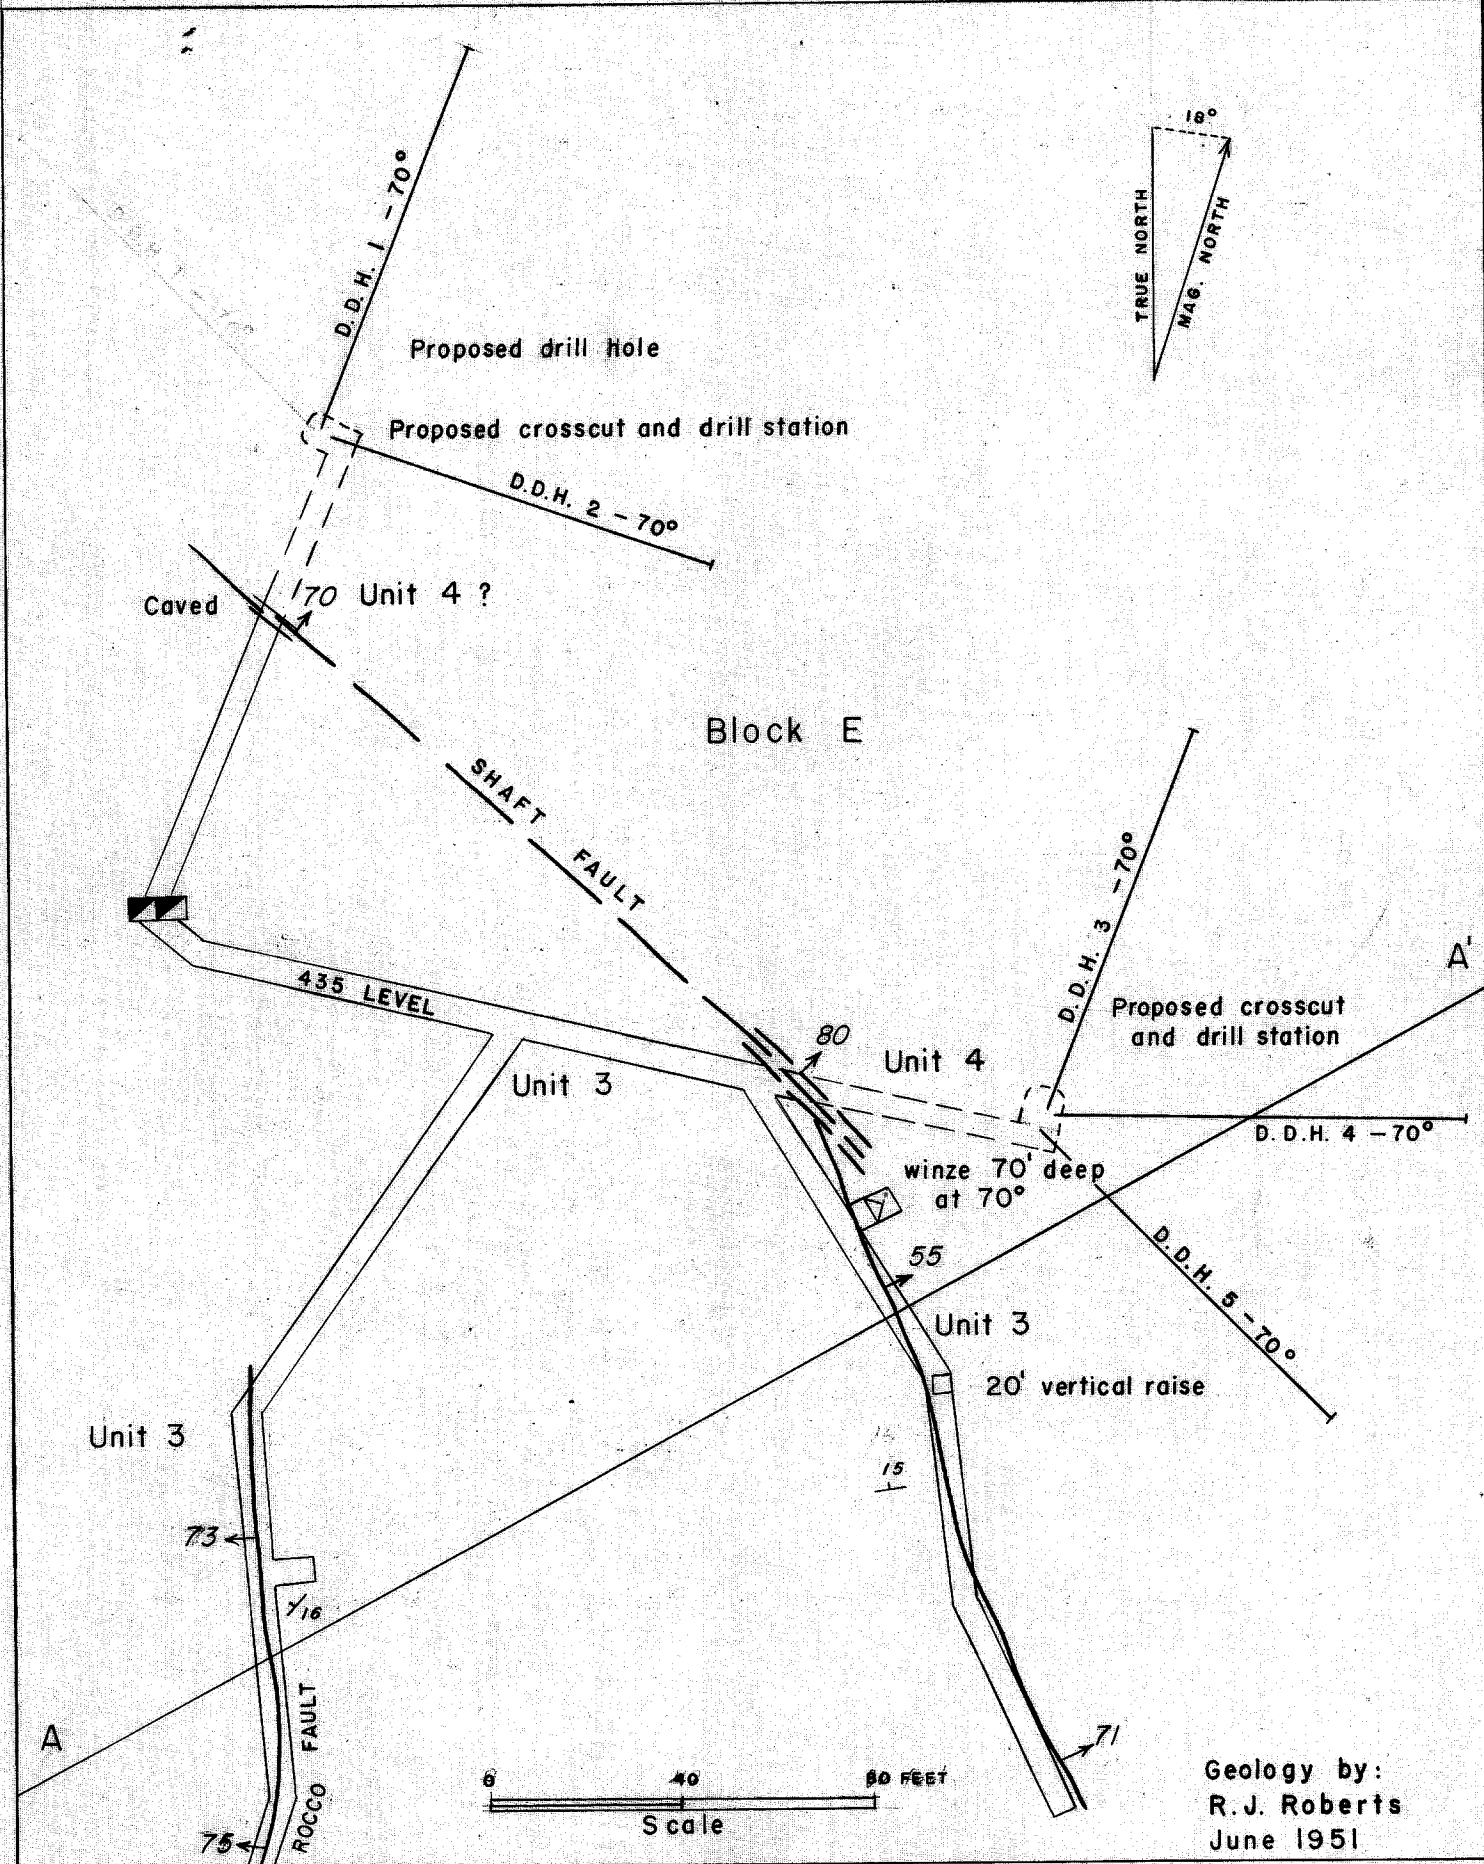 18°
TRUE NORTH
MAG. NORTH
D.D.H. 1 -70°
Proposed drill hole
Proposed crosscut and drill station
D.D.H. 2 -70°
Caved
70
Unit 4 ?
Block E
SHAFT FAULT
D.D.H. 3 -70°
A'
435 LEVEL
Proposed crosscut
and drill station
80
Unit 4
Unit 3
D.D.H. 4 -70°
winze 70' deep
at 70°
55
D.D.H. 5 -70°
Unit 3
20' vertical raise
Unit 3
15
73
16
ROCCO FAULT
A
71
0 40 80 FEET
Scale
75
Geology by:
R.J. Roberts
June 1951